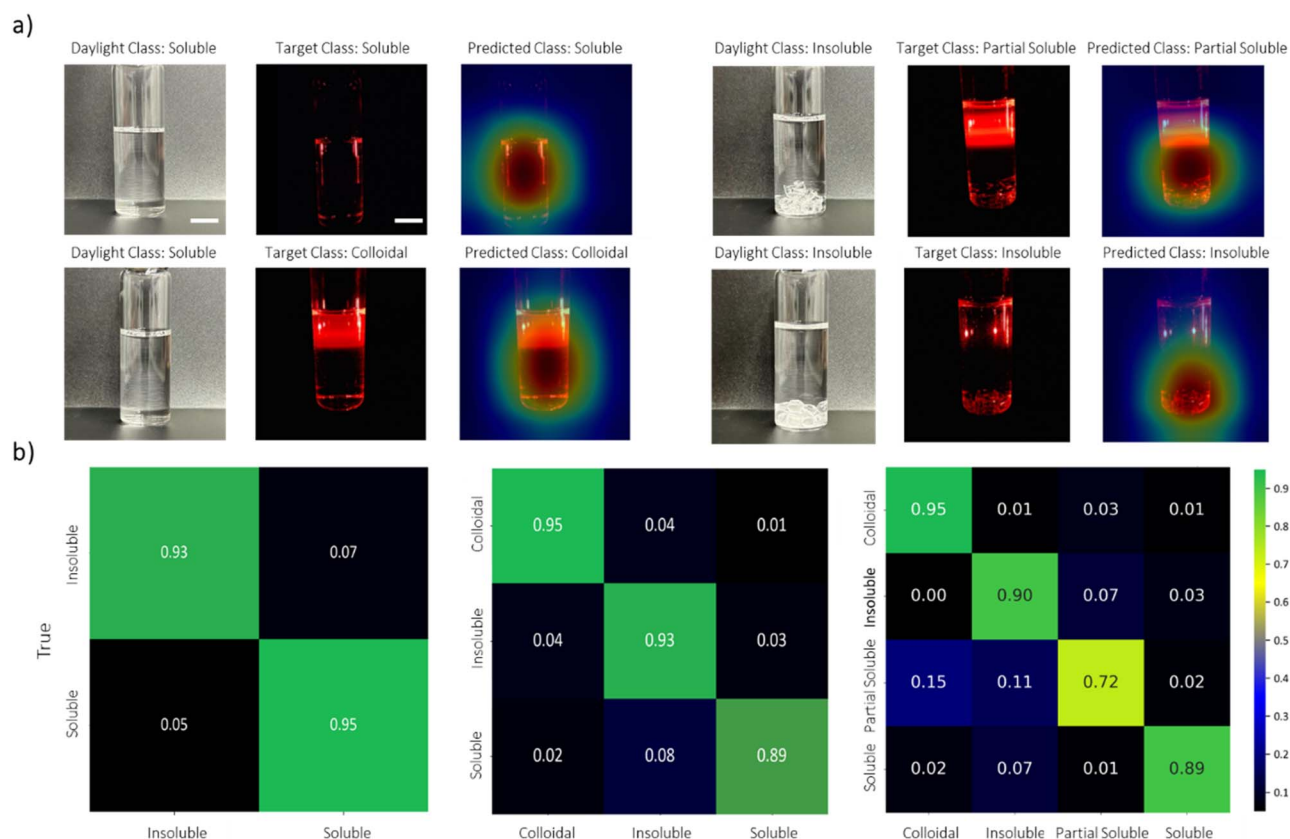 a)
Daylight Class: Soluble
Target Class: Soluble
Predicted Class: Soluble
Daylight Class: Insoluble
Target Class: Partial Soluble
Predicted Class: Partial Soluble
Daylight Class: Soluble
Target Class: Colloidal
Predicted Class: Colloidal
Daylight Class: Insoluble
Target Class: Insoluble
Predicted Class: Insoluble
b)
True
Insoluble
0.93
0.07
Soluble
0.05
0.95
Insoluble
Soluble
Colloidal
0.95
0.04
0.01
Insoluble
0.04
0.93
0.03
Soluble
0.02
0.08
0.89
Colloidal
Insoluble
Soluble
Colloidal
0.95
0.01
0.03
0.01
Insoluble
0.00
0.90
0.07
0.03
Partial Soluble
0.15
0.11
0.72
0.02
Soluble
0.02
0.07
0.01
0.89
Colloidal
Insoluble
Partial Soluble
Soluble
0.9
0.8
0.7
0.6
0.5
0.4
0.3
0.2
0.1